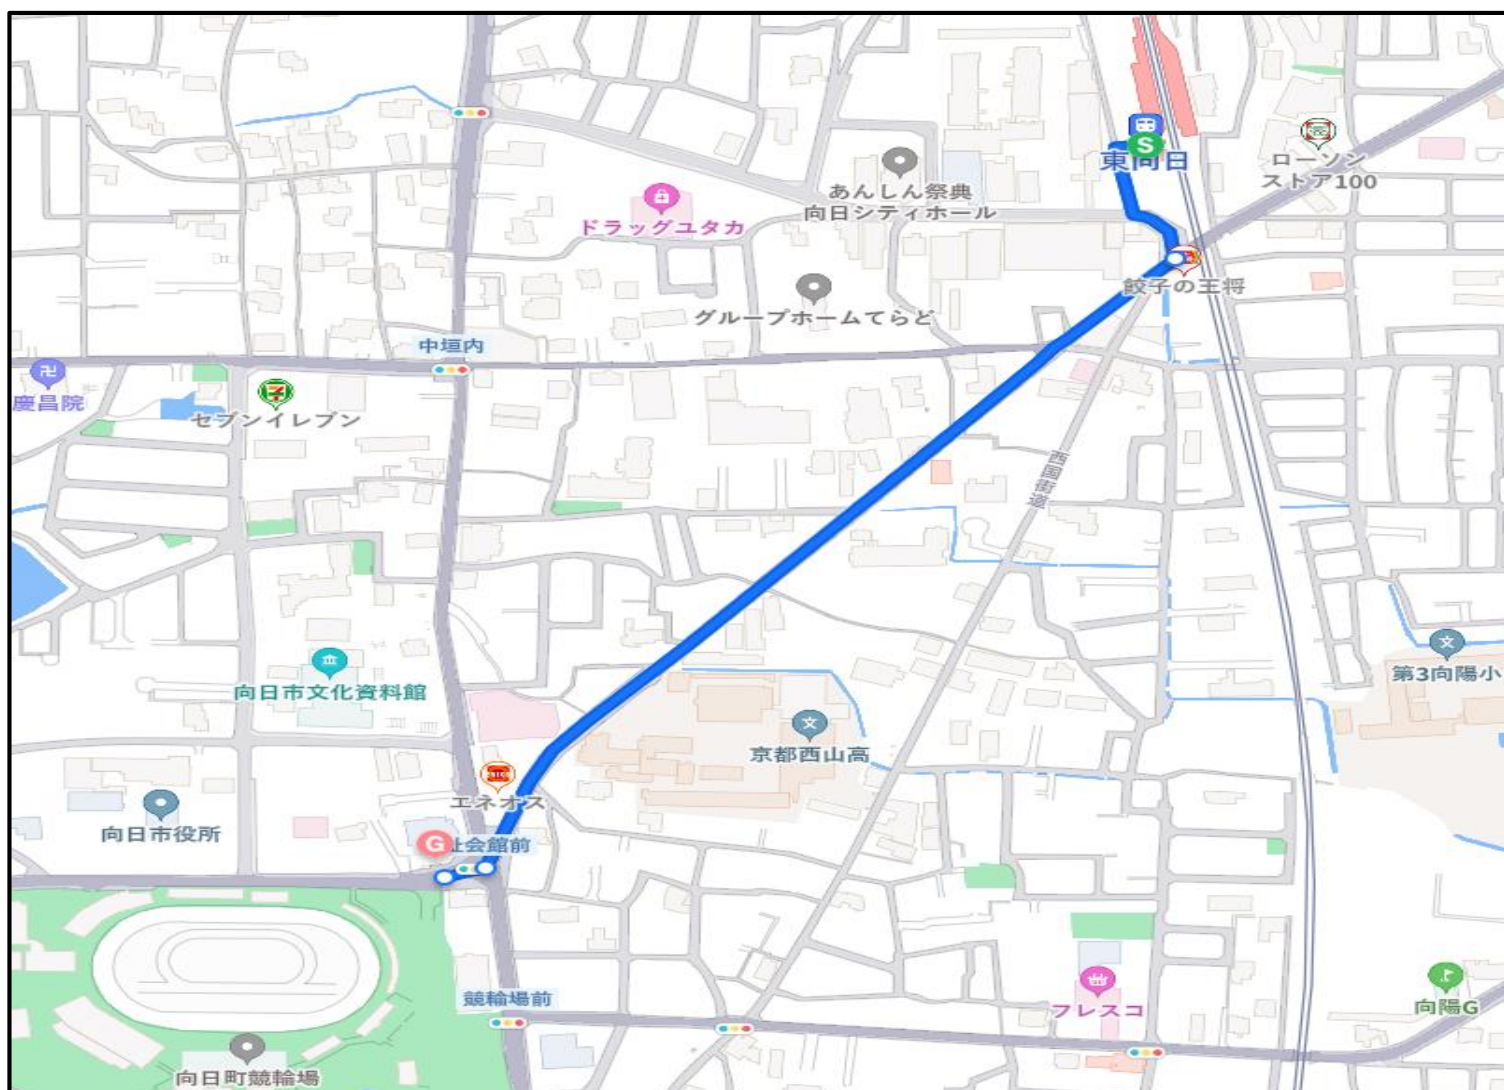 S
東向日
ローソン
ストア100
あんしん祭典
向日シティホール
ドラッグユタカ
餃子の王将
グループホームてらど
中垣内
慶昌院
セブンイレブン
西国街道
第3向陽小
向日市文化資料館
京都西山高
エネオス
向日市役所
G
祉会館前
競輪場前
フレスコ
向陽G
向日町競輪場